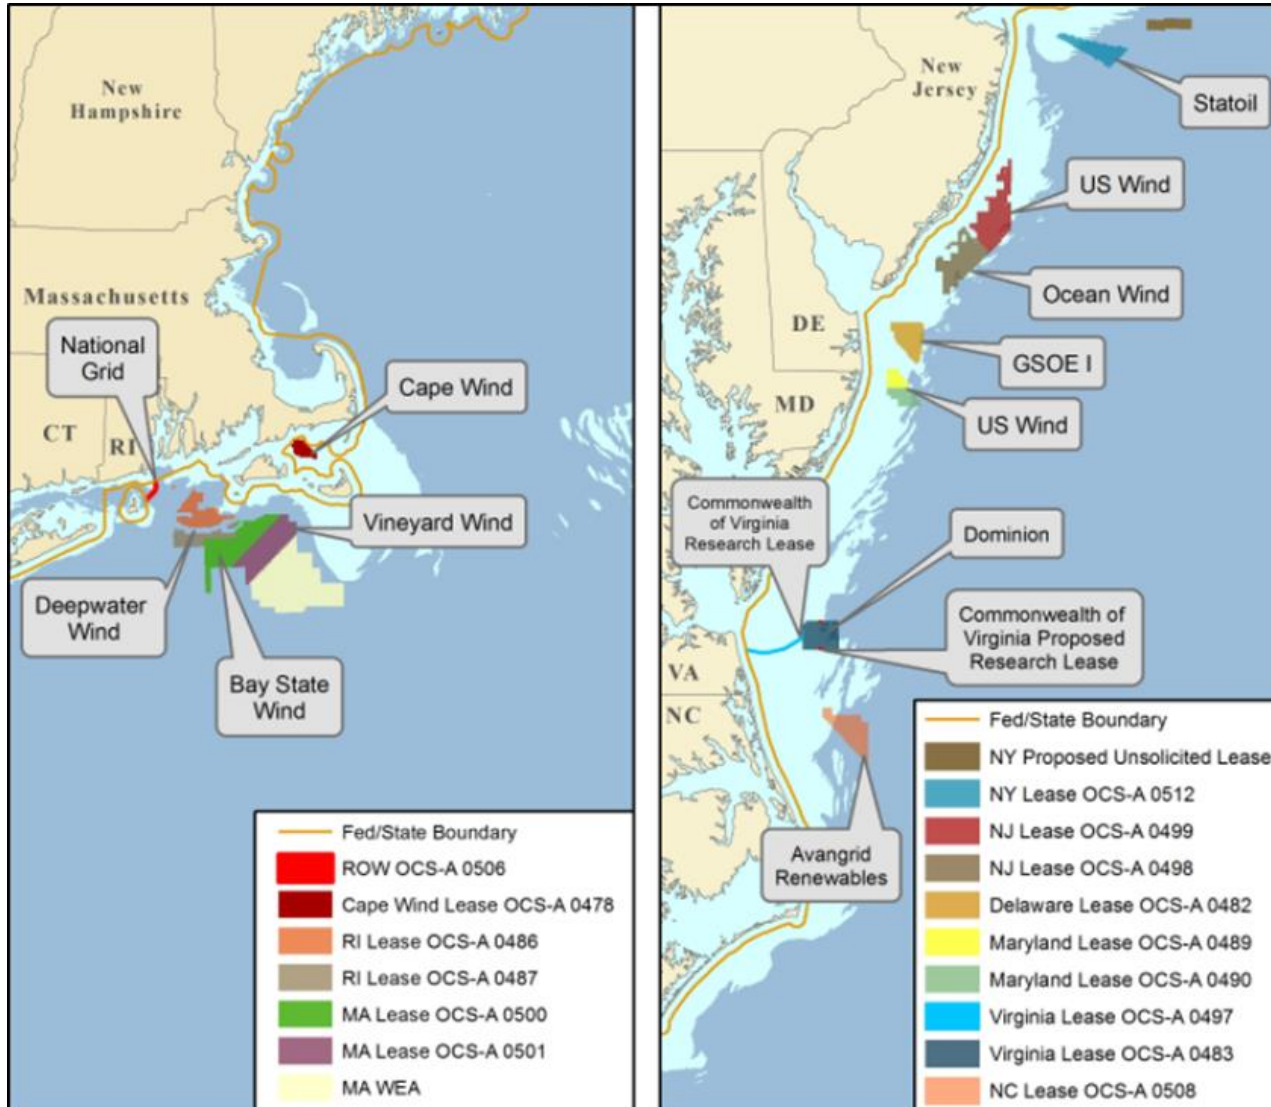 New
Hampshire
Massachusetts
National
Grid
Cape Wind
CT
RI
Vineyard Wind
Deepwater
Wind
Bay State
Wind
Fed/State Boundary
ROW OCS-A 0506
Cape Wind Lease OCS-A 0478
RI Lease OCS-A 0486
RI Lease OCS-A 0487
MA Lease OCS-A 0500
MA Lease OCS-A 0501
MA WEA
New
Jersey
Statoil
US Wind
Ocean Wind
DE
GSOE I
MD
US Wind
Commonwealth
of Virginia
Research Lease
Dominion
Commonwealth of
Virginia Proposed
Research Lease
VA
NC
Avangrid
Renewables
Fed/State Boundary
NY Proposed Unsolicited Lease
NY Lease OCS-A 0512
NJ Lease OCS-A 0499
NJ Lease OCS-A 0498
Delaware Lease OCS-A 0482
Maryland Lease OCS-A 0489
Maryland Lease OCS-A 0490
Virginia Lease OCS-A 0497
Virginia Lease OCS-A 0483
NC Lease OCS-A 0508